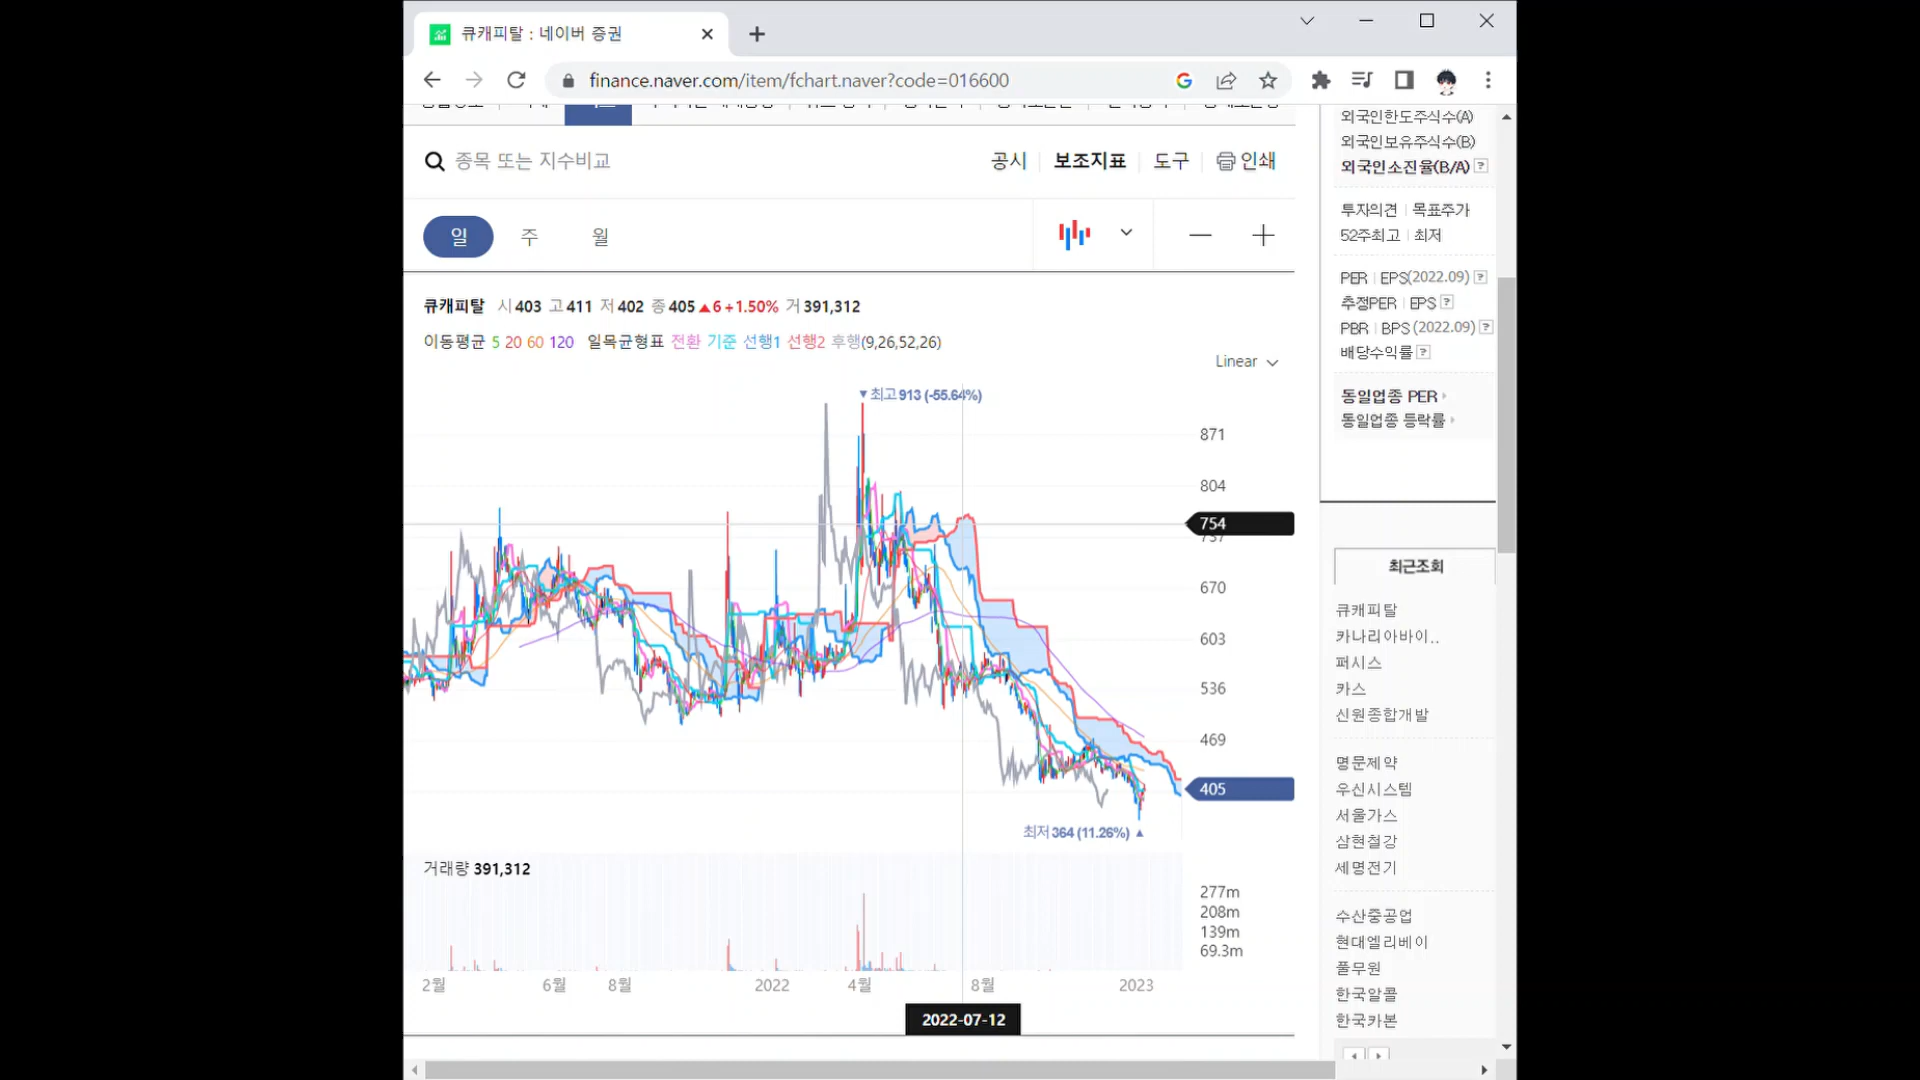 큐캐피탈 : 네이버 증권
finance.naver.com/item/fchart.naver?code=016600
종목 또는 지수비교
공시 보조지표 도구 인쇄
일 주 월
큐캐피탈 시 403 고 411 저 402 종 405 ▲6 +1.50% 거 391,312
이동평균 5 20 60 120 일목균형표 전환 기준 선행1 선행2 후행(9,26,52,26)
Linear
▼최고 913 (-55.64%)
871
804
754
737
670
603
536
469
405
최저 364 (11.26%) ▲
거래량 391,312
277m
208m
139m
69.3m
2월 6월 8월 2022 4월 8월 2023
2022-07-12
외국인한도주식수(A)
외국인보유주식수(B)
외국인소진율(B/A) ?
투자의견 | 목표주가
52주최고 | 최저
PER | EPS(2022.09) ?
추정PER | EPS ?
PBR | BPS (2022.09) ?
배당수익률 ?
동일업종 PER
동일업종 등락률
최근조회
큐캐피탈
카나리아바이..
퍼시스
카스
신원종합개발
명문제약
우신시스템
서울가스
삼현철강
세명전기
수산중공업
현대엘리베이
풀무원
한국알콜
한국카본